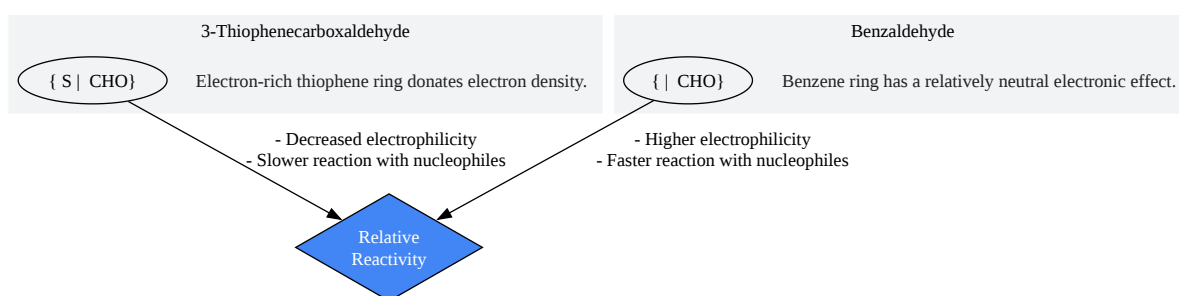 3-Thiophenecarboxaldehyde
{ S | CHO}
Electron-rich thiophene ring donates electron density.
Benzaldehyde
{ | CHO}
Benzene ring has a relatively neutral electronic effect.
- Decreased electrophilicity
- Slower reaction with nucleophiles
- Higher electrophilicity
- Faster reaction with nucleophiles
Relative
Reactivity